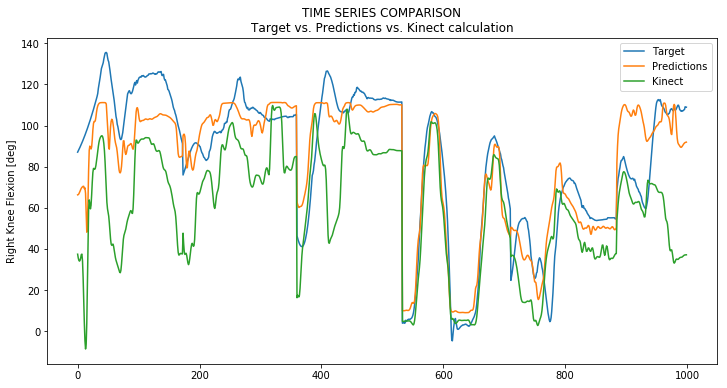 TIME SERIES COMPARISON
Target vs. Predictions vs. Kinect calculation
Right Knee Flexion [deg]
140
120
100
80
60
40
20
0
Target
Predictions
Kinect
0 200 400 600 800 1000